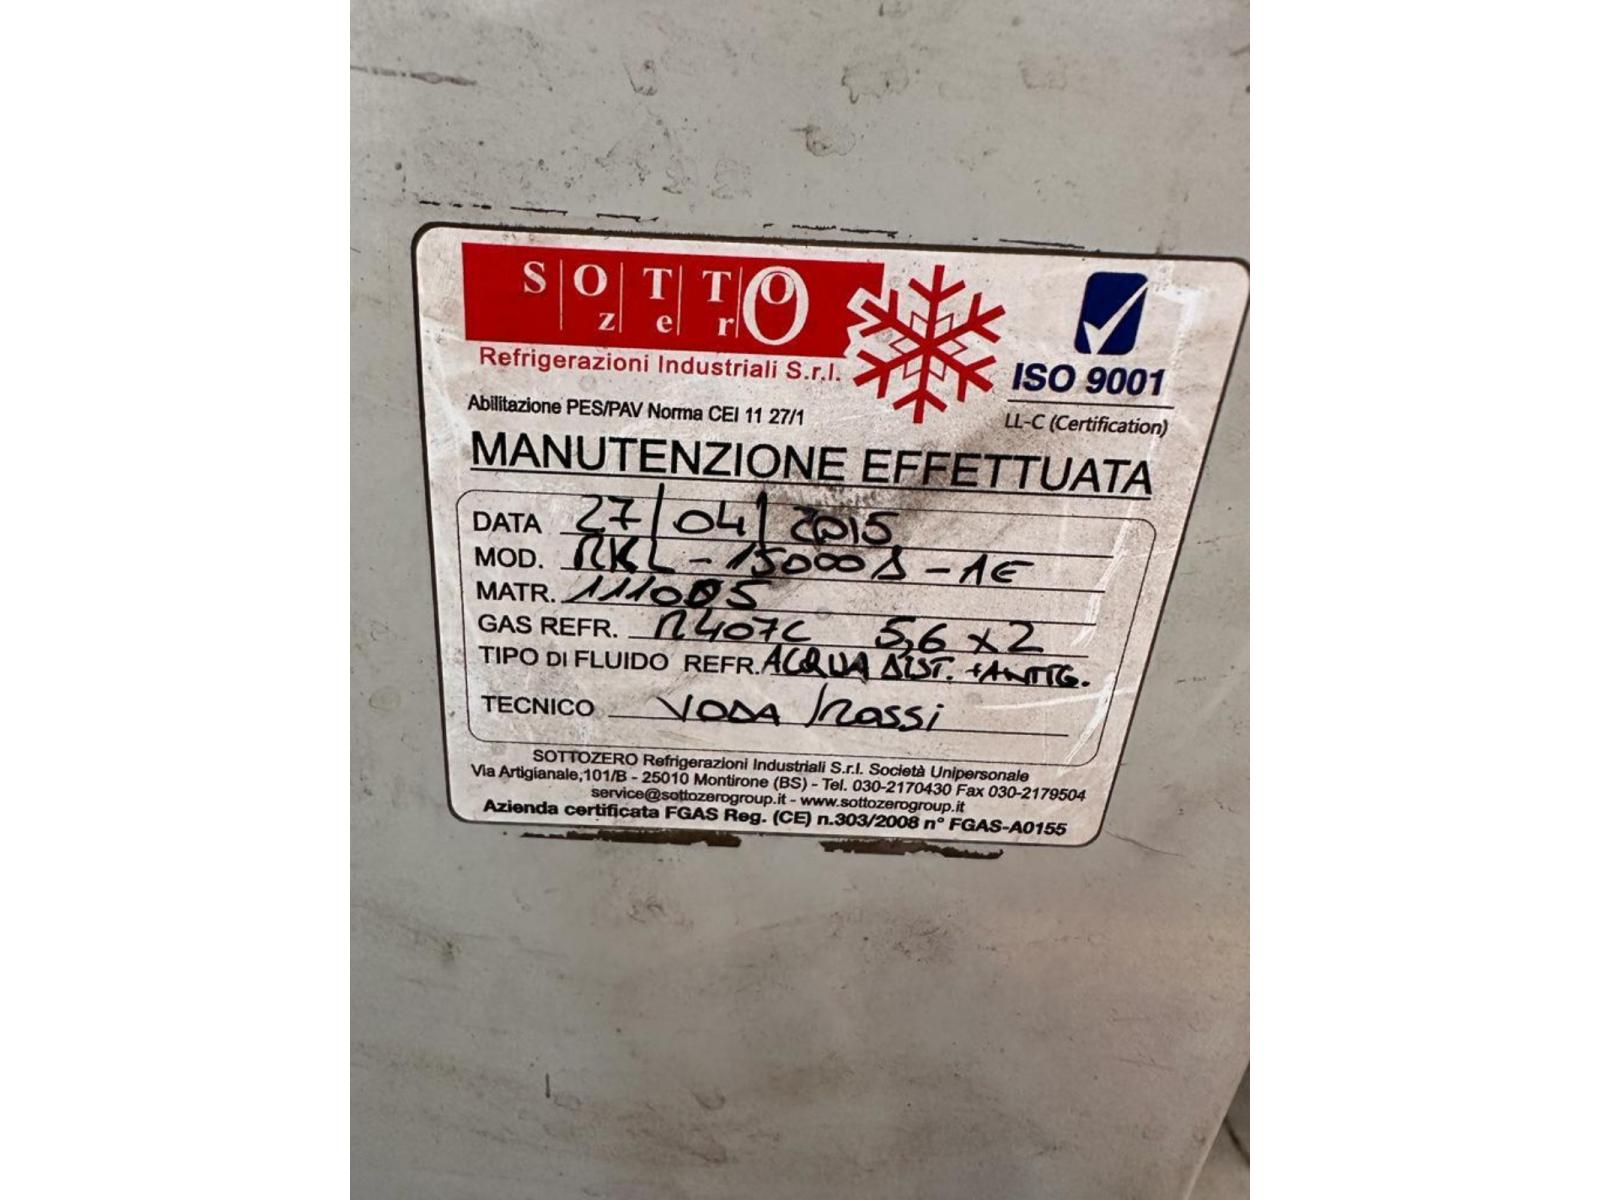 SOTTO
zer0
Refrigerazioni Industriali S.r.l.
ISO 9001
LL-C (Certification)
Abilitazione PES/PAV Norma CEI 11 27/1
MANUTENZIONE EFFETTUATA
DATA 27/04/2015
MOD. RKL-15000S-1E
MATR. 111005
GAS REFR. R407C 5,6 x 2
TIPO DI FLUIDO REFR. ACQUA DIST. + ANTIG.
TECNICO VODA/ROSSI
SOTTOZERO Refrigerazioni Industriali S.r.l. Società Unipersonale
Via Artigianale,101/B - 25010 Montirone (BS) - Tel. 030-2170430 Fax 030-2179504
service@sottozerogroup.it - www.sottozerogroup.it
Azienda certificata FGAS Reg. (CE) n.303/2008 n° FGAS-A0155